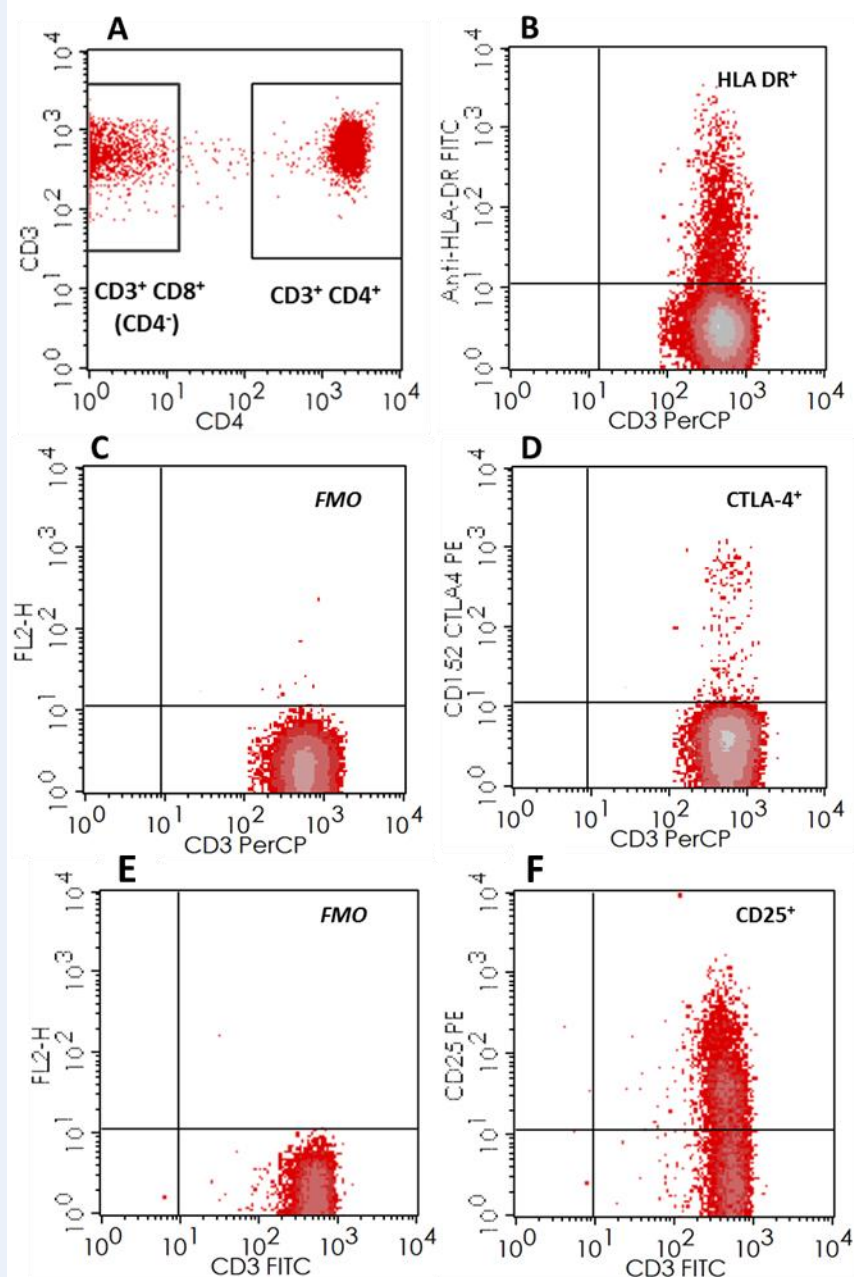 A
10⁴
10³
10²
10¹
10⁰
CD3
CD3⁺ CD8⁺
(CD4⁻)
CD3⁺ CD4⁺
10⁰ 10¹ 10² 10³ 10⁴
CD4
B
10⁴
10³
10²
10¹
10⁰
Anti-HLA-DR FITC
HLA DR⁺
10⁰ 10¹ 10² 10³ 10⁴
CD3 PerCP
C
10⁴
10³
10²
10¹
10⁰
FL2-H
FMO
10⁰ 10¹ 10² 10³ 10⁴
CD3 PerCP
D
10⁴
10³
10²
10¹
10⁰
CD152 CTLA4 PE
CTLA-4⁺
10⁰ 10¹ 10² 10³ 10⁴
CD3 PerCP
E
10⁴
10³
10²
10¹
10⁰
FL2-H
FMO
10⁰ 10¹ 10² 10³ 10⁴
CD3 FITC
F
10⁴
10³
10²
10¹
10⁰
CD25 PE
CD25⁺
10⁰ 10¹ 10² 10³ 10⁴
CD3 FITC